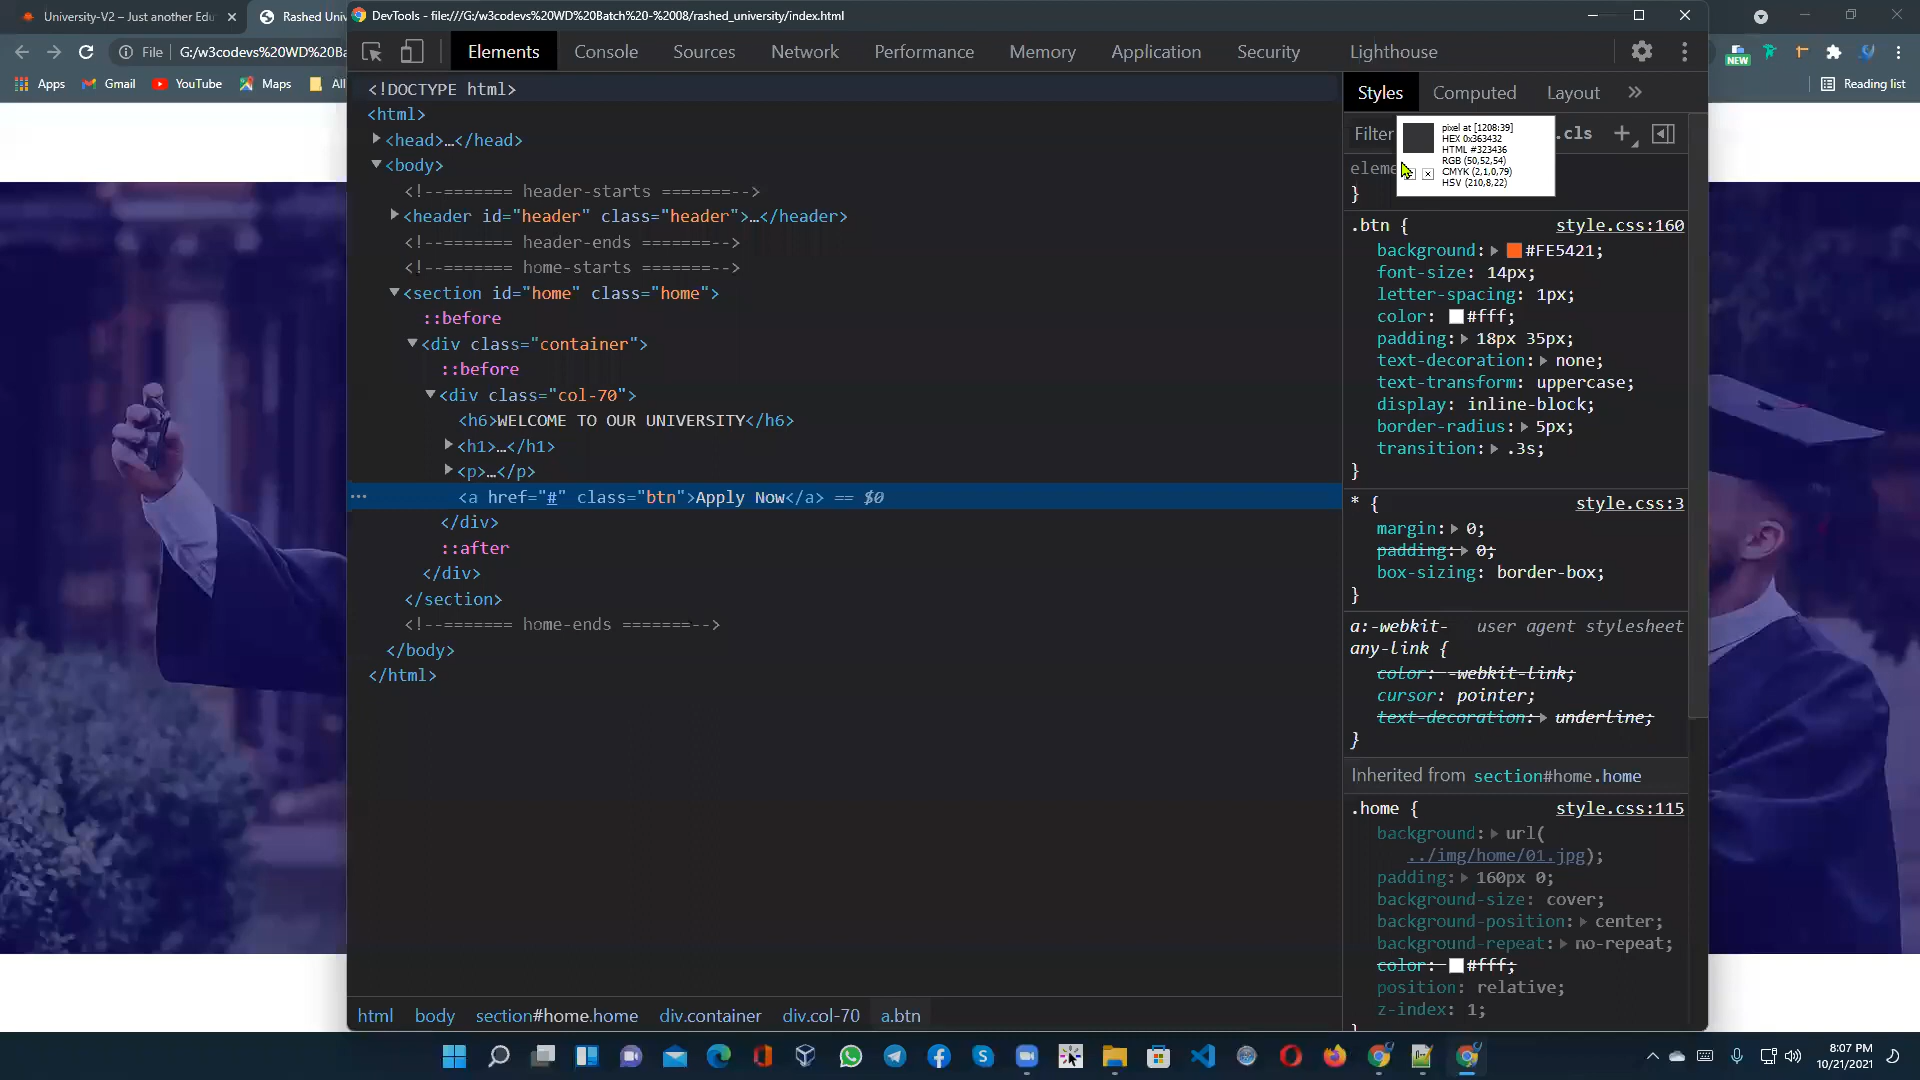 University-V2 – Just another Edu
Rashed Uni
DevTools - file:///G:/w3codevs%20WD%20Batch%20-%2008/rashed_university/index.html
File
G:/w3codevs%20WD%20Ba
Apps
Gmail
YouTube
Maps
All
NEW
Reading list
Elements
Console
Sources
Network
Performance
Memory
Application
Security
Lighthouse
<!DOCTYPE html>
<html>
<head>…</head>
<body>
<!--======= header-starts =======-->
<header id="header" class="header">…</header>
<!--======= header-ends =======-->
<!--======= home-starts =======-->
<section id="home" class="home">
::before
<div class="container">
::before
<div class="col-70">
<h6>WELCOME TO OUR UNIVERSITY</h6>
<h1>…</h1>
<p>…</p>
<a href="#" class="btn">Apply Now</a> == $0
</div>
::after
</div>
</section>
<!--======= home-ends =======-->
</body>
</html>
html
body
section#home.home
div.container
div.col-70
a.btn
Styles
Computed
Layout
Filter
.cls
pixel at [1208:39]
HEX 0x363432
HTML #323436
RGB (50,52,54)
CMYK (2,1,0,79)
HSV (210,8,22)
eleme
}
.btn {
style.css:160
background: #FE5421;
font-size: 14px;
letter-spacing: 1px;
color: #fff;
padding: 18px 35px;
text-decoration: none;
text-transform: uppercase;
display: inline-block;
border-radius: 5px;
transition: .3s;
}
* {
style.css:3
margin: 0;
padding: 0;
box-sizing: border-box;
}
a:-webkit-
user agent stylesheet
any-link {
color: -webkit-link;
cursor: pointer;
text-decoration: underline;
}
Inherited from section#home.home
.home {
style.css:115
background: url(
../img/home/01.jpg);
padding: 160px 0;
background-size: cover;
background-position: center;
background-repeat: no-repeat;
color: #fff;
position: relative;
z-index: 1;
8:07 PM
10/21/2021